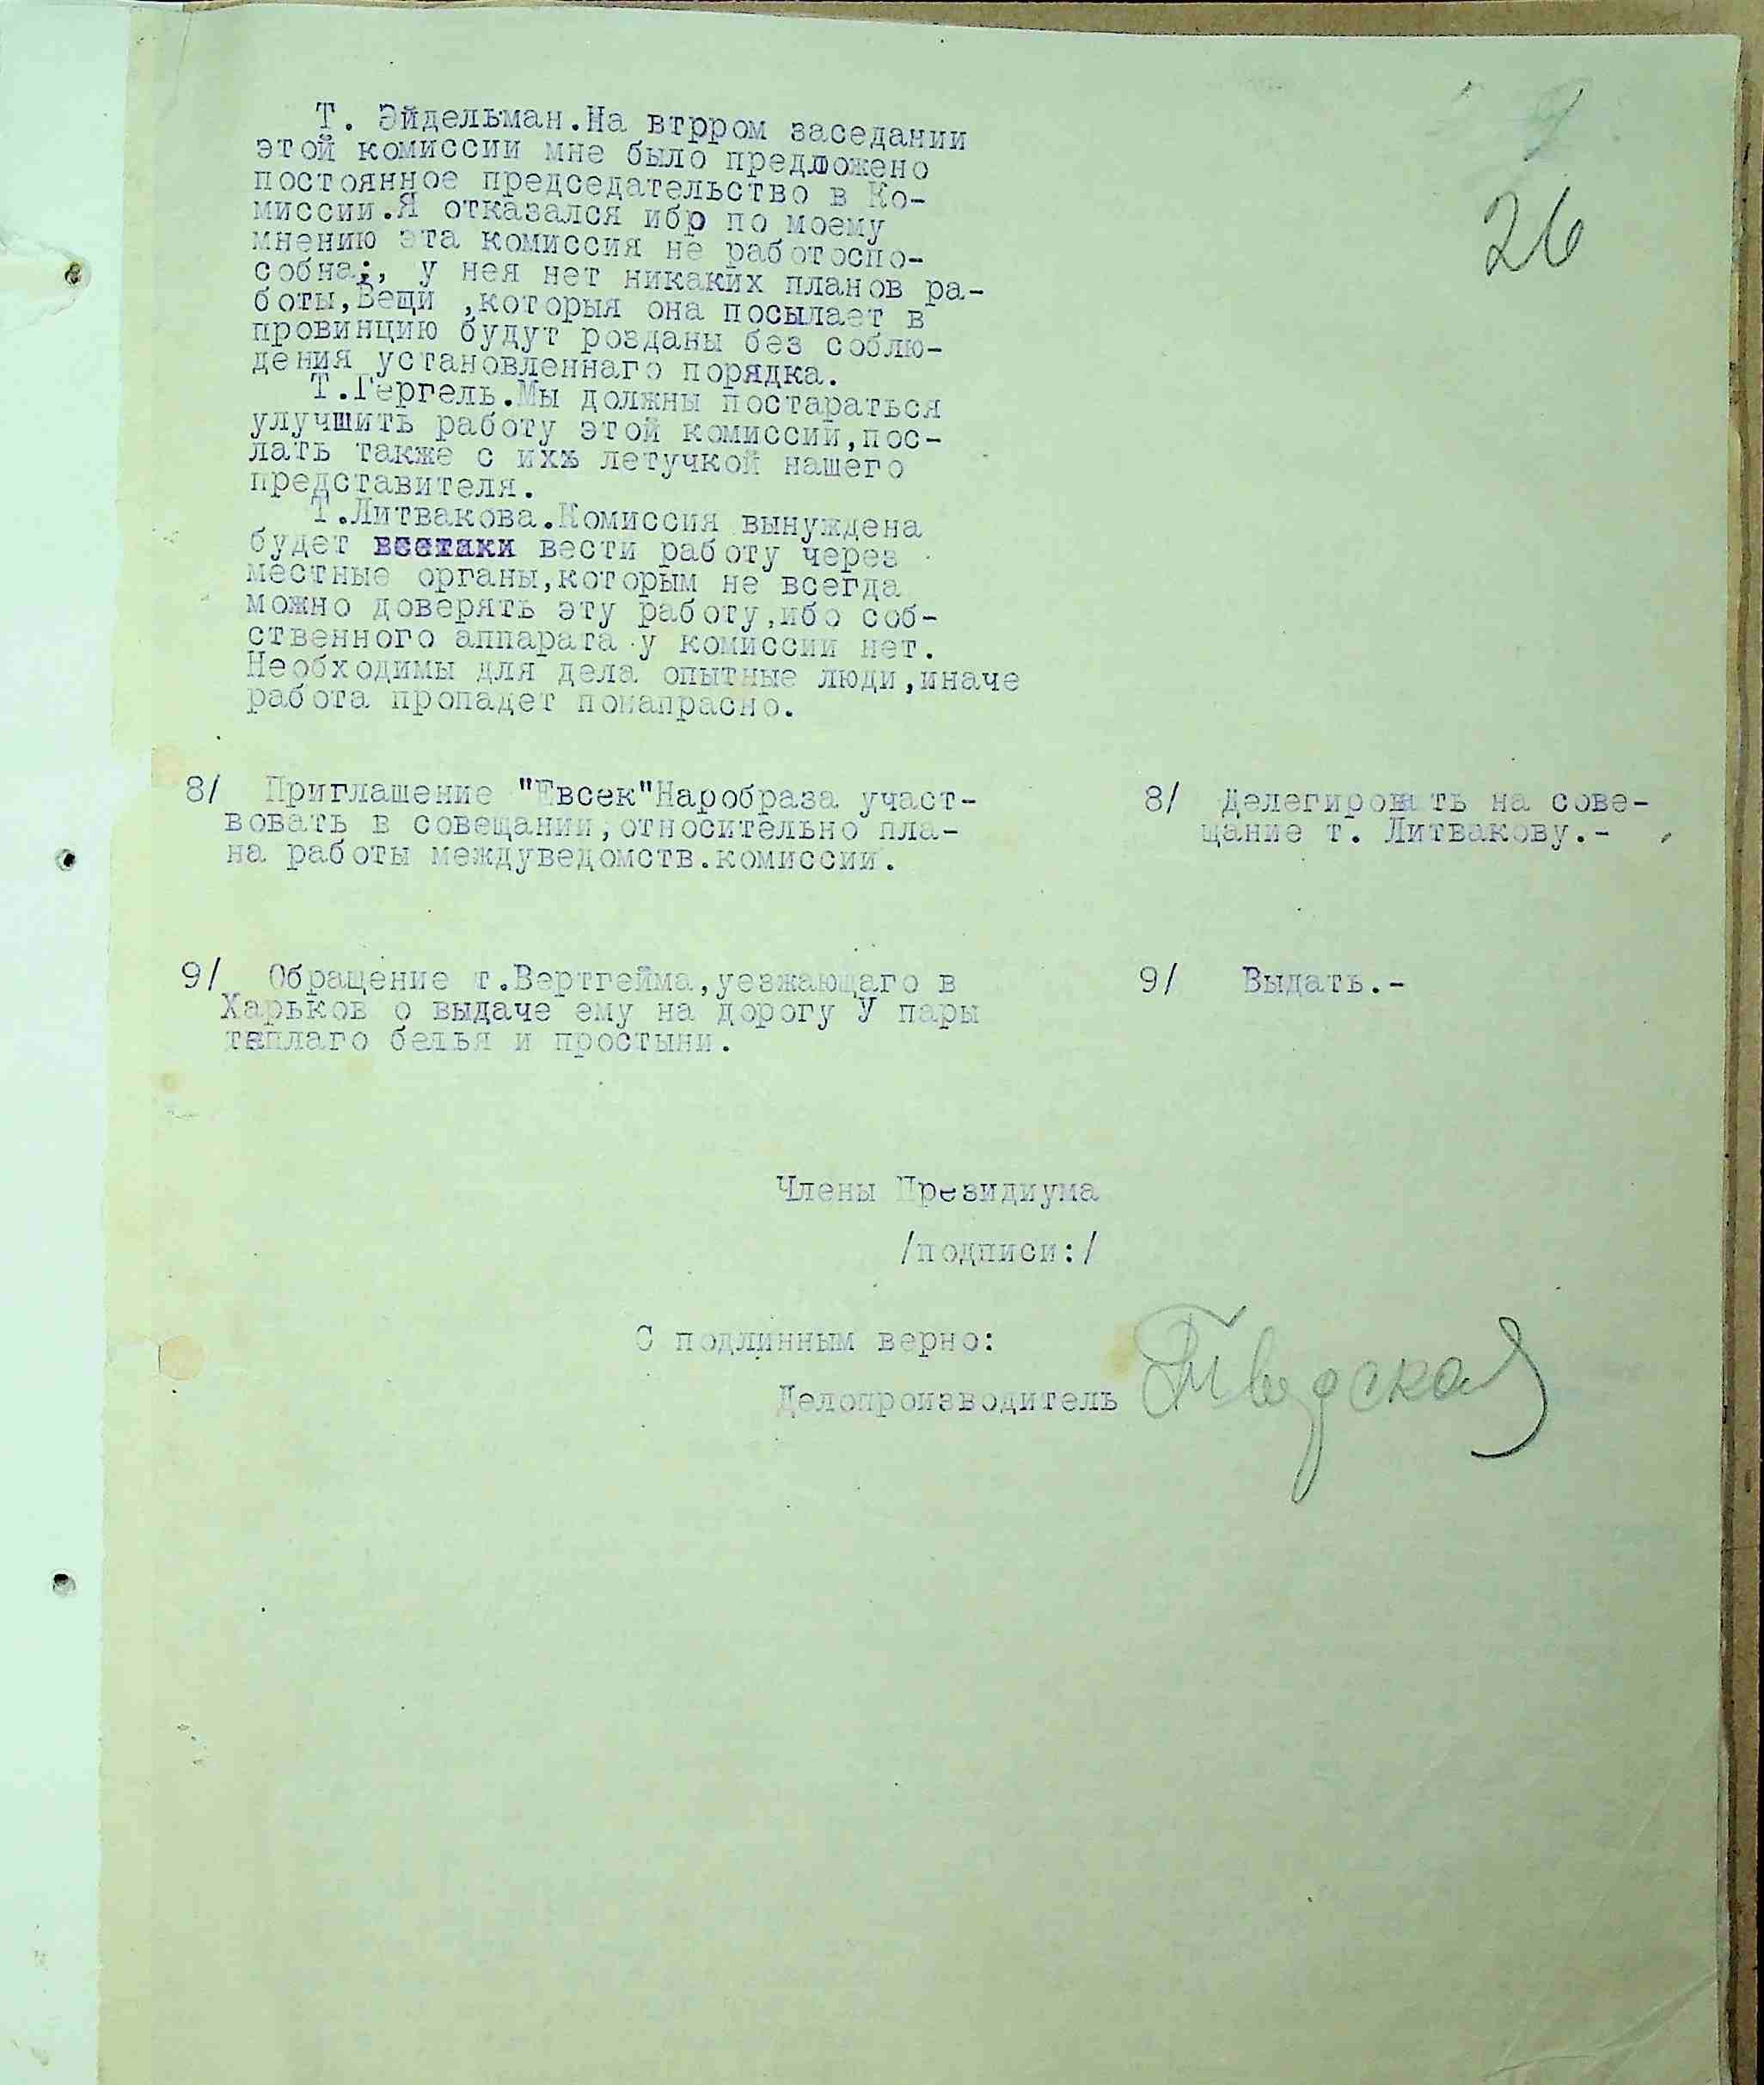 26
Т. Эйдельман.На втрром заседании
этой комиссии мне было предложено
постоянное председательство в Ко-
миссии.Я отказался ибр по моему
мнению эта комиссия не работоспо-
собна;, у нея нет никаких планов ра-
боты,Вещи ,которыя она посылает в
провинцию будут розданы без соблю-
дения установленнаго порядка.
Т.Гергель.Мы должны постараться
улучшить работу этой комиссии,пос-
лать также с ихъ летучкой нашего
представителя.
Т.Литвакова.Комиссия вынуждена
будет всетаки вести работу через
местные органы,которым не всегда
можно доверять эту работу,ибо соб-
ственного аппарата у комиссии нет.
Необходимы для дела опытные люди,иначе
работа пропадет понапрасно.
8/ Приглашение "Евсек"Наробраза участ-
вовать в совещании,относительно пла-
на работы междуведомств.комиссии.
8/ Делегировать на сове-
щание т. Литвакову.-
9/ Обращение т.Вертгейма,уезжающаго в
Харьков о выдаче ему на дорогу У пары
теплаго белья и простыни.
9/ Выдать.-
Члены Президиума
/подписи:/
С подлинным верно:
Делопроизводитель